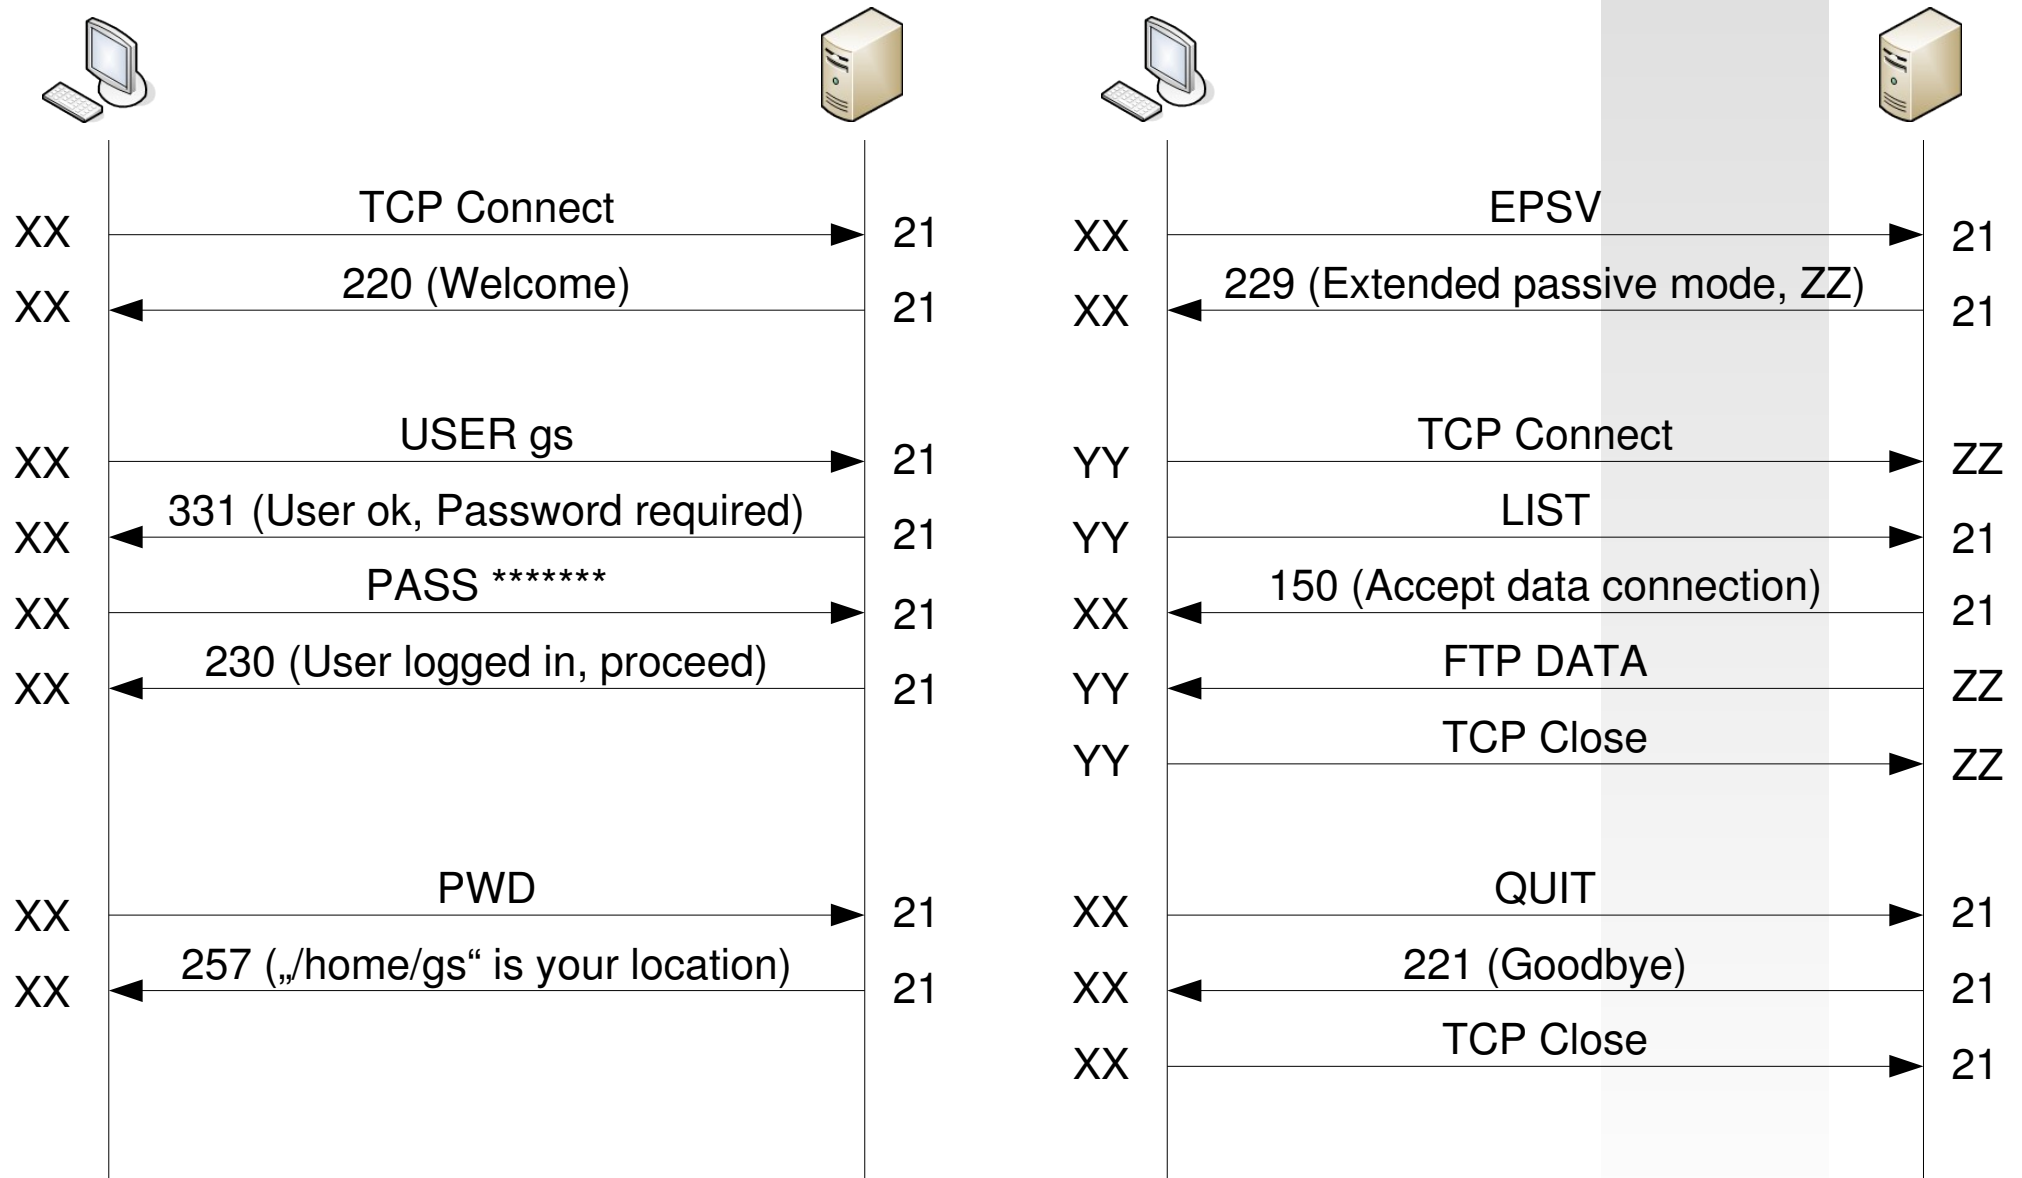 TCP Connect
XX 21
220 (Welcome)
XX 21
USER gs
XX 21
331 (User ok, Password required)
XX 21
PASS *******
XX 21
230 (User logged in, proceed)
XX 21
PWD
XX 21
257 („/home/gs“ is your location)
XX 21
EPSV
XX 21
229 (Extended passive mode, ZZ)
XX 21
TCP Connect
YY ZZ
LIST
YY 21
150 (Accept data connection)
XX 21
FTP DATA
YY ZZ
TCP Close
YY ZZ
QUIT
XX 21
221 (Goodbye)
XX 21
TCP Close
XX 21